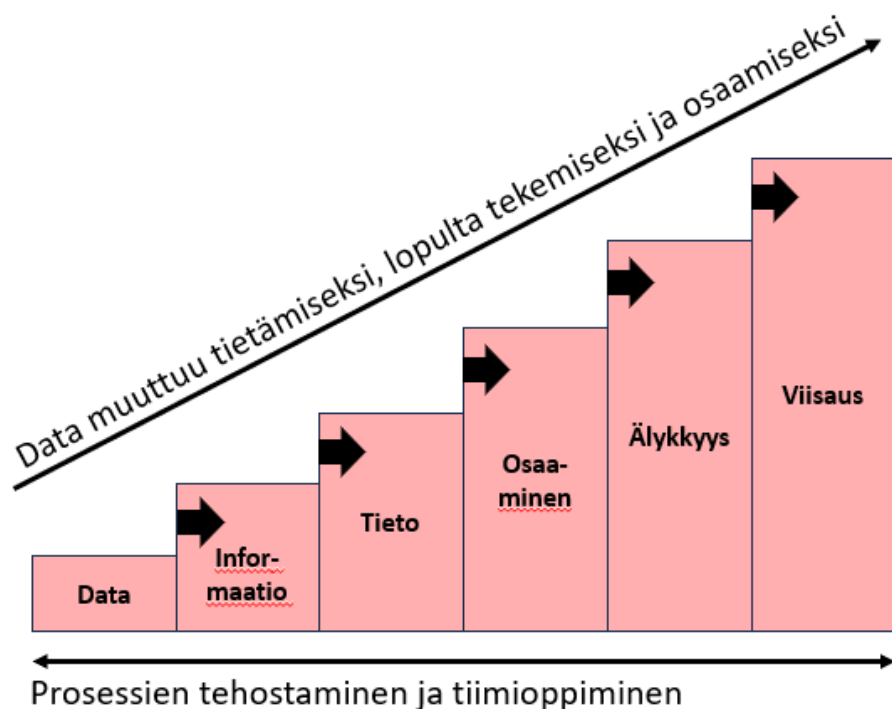 Data muuttuu tietämiseksi, lopulta tekemiseksi ja osaamiseksi
Data
Infor-
maatio
Tieto
Osaa-
minen
Älykkyys
Viisaus
Prosessien tehostaminen ja tiimioppiminen